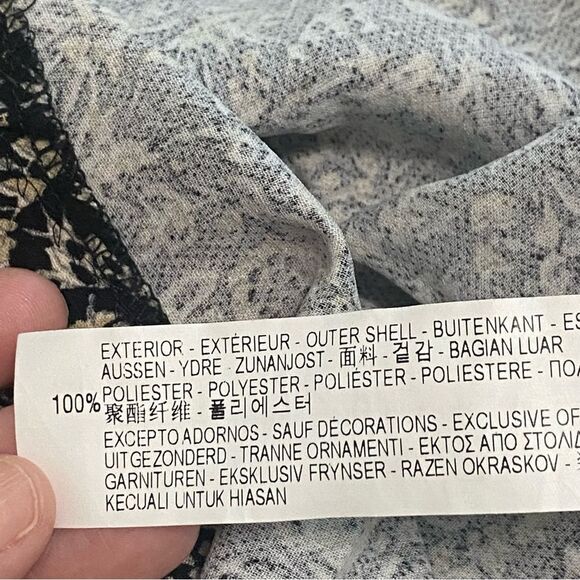 EXTERIOR - EXTÉRIEUR - OUTER SHELL - BUITENKANT - ES
AUSSEN - YDRE - ZUNANJOST - 面料 - 겉감 - BAGIAN LUAR
100% POLIESTER - POLYESTER - POLIÉSTER - POLIESTERE - ΠΟΛ
聚酯纤维 - 폴리에스터
EXCEPTO ADORNOS - SAUF DÉCORATIONS - EXCLUSIVE OF
UITGEZONDERD - TRANNE ORNAMENTI - ΕΚΤΟΣ ΑΠΟ ΣΤΟΛΙΔ
GARNITUREN - EKSKLUSIV FRYNSER - RAZEN OKRASKOV -
KECUALI UNTUK HIASAN